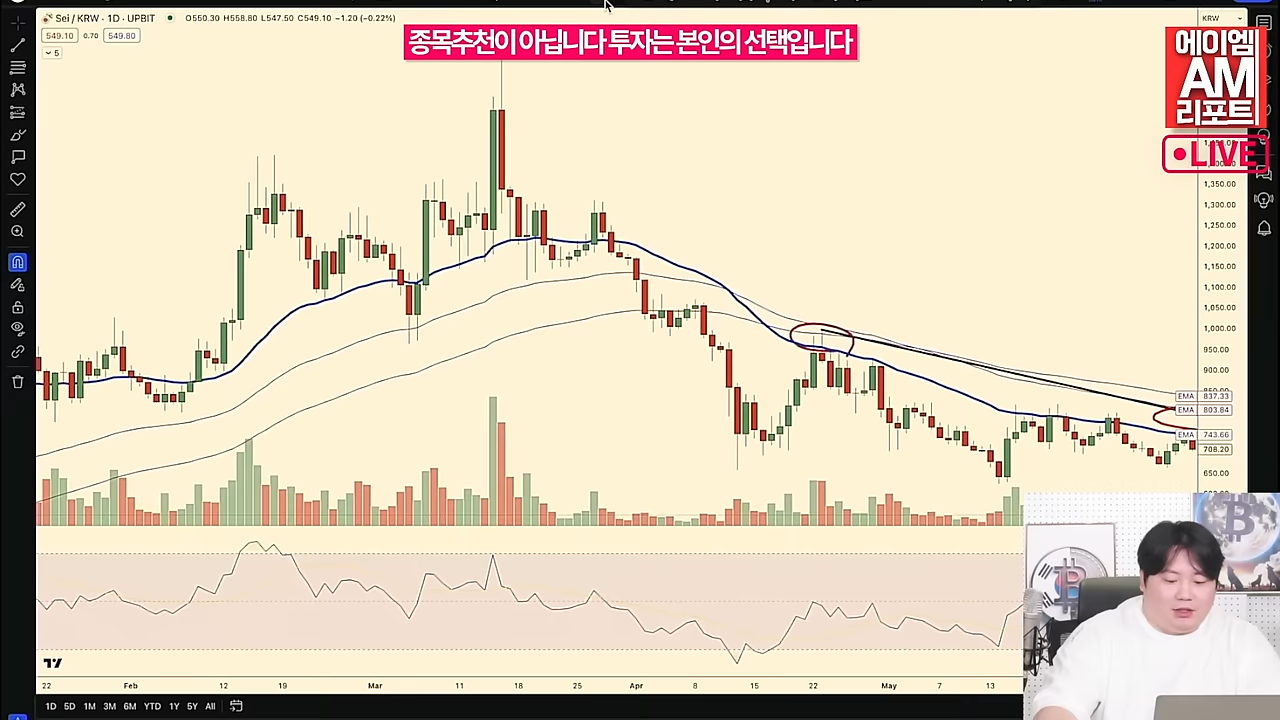 Sei / KRW · 1D · UPBIT O550.30 H558.80 L547.50 C549.10 −1.20 (−0.22%)
KRW
549.10 0.70 549.80
5
종목추천이 아닙니다 투자는 본인의 선택입니다
에이엠
AM
리포트
LIVE
1,350.00
1,300.00
1,250.00
1,200.00
1,150.00
1,100.00
1,050.00
1,000.00
950.00
900.00
850.00
EMA 837.33
EMA 803.84
EMA 743.66
708.20
650.00
22 Feb 12 19 Mar 11 18 25 Apr 8 15 22 May 7 13
1D 5D 1M 3M 6M YTD 1Y 5Y All